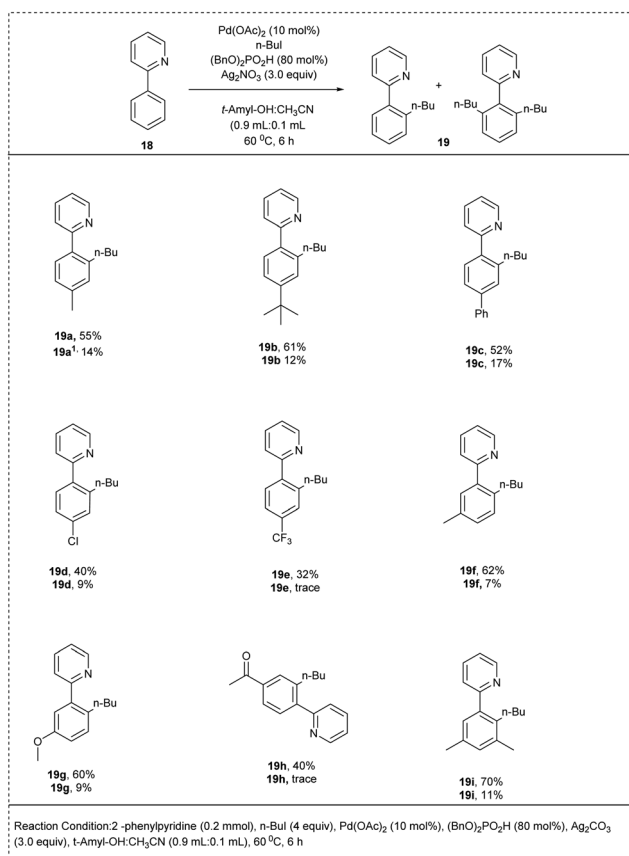 Pd(OAc)2 (10 mol%)
n-BuI
(BnO)2PO2H (80 mol%)
Ag2NO3 (3.0 equiv)
t-Amyl-OH:CH3CN
(0.9 mL:0.1 mL
60 ⁰C, 6 h
N
18
N
n-Bu
+
N
n-Bu
n-Bu
19
N
n-Bu
19a, 55%
19a1, 14%
N
n-Bu
19b, 61%
19b 12%
N
n-Bu
Ph
19c, 52%
19c, 17%
N
n-Bu
Cl
19d, 40%
19d, 9%
N
n-Bu
CF3
19e, 32%
19e, trace
N
n-Bu
19f, 62%
19f, 7%
N
n-Bu
O
19g, 60%
19g, 9%
O
n-Bu
N
19h, 40%
19h, trace
N
n-Bu
19i, 70%
19i, 11%
Reaction Condition:2 -phenylpyridine (0.2 mmol), n-BuI (4 equiv), Pd(OAc)2 (10 mol%), (BnO)2PO2H (80 mol%), Ag2CO3
(3.0 equiv), t-Amyl-OH:CH3CN (0.9 mL:0.1 mL), 60 ⁰C, 6 h